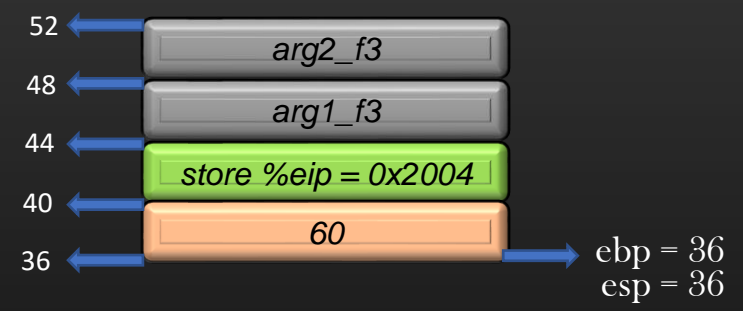 52
arg2_f3
48
arg1_f3
44
store %eip = 0x2004
40
60
36
ebp = 36
esp = 36